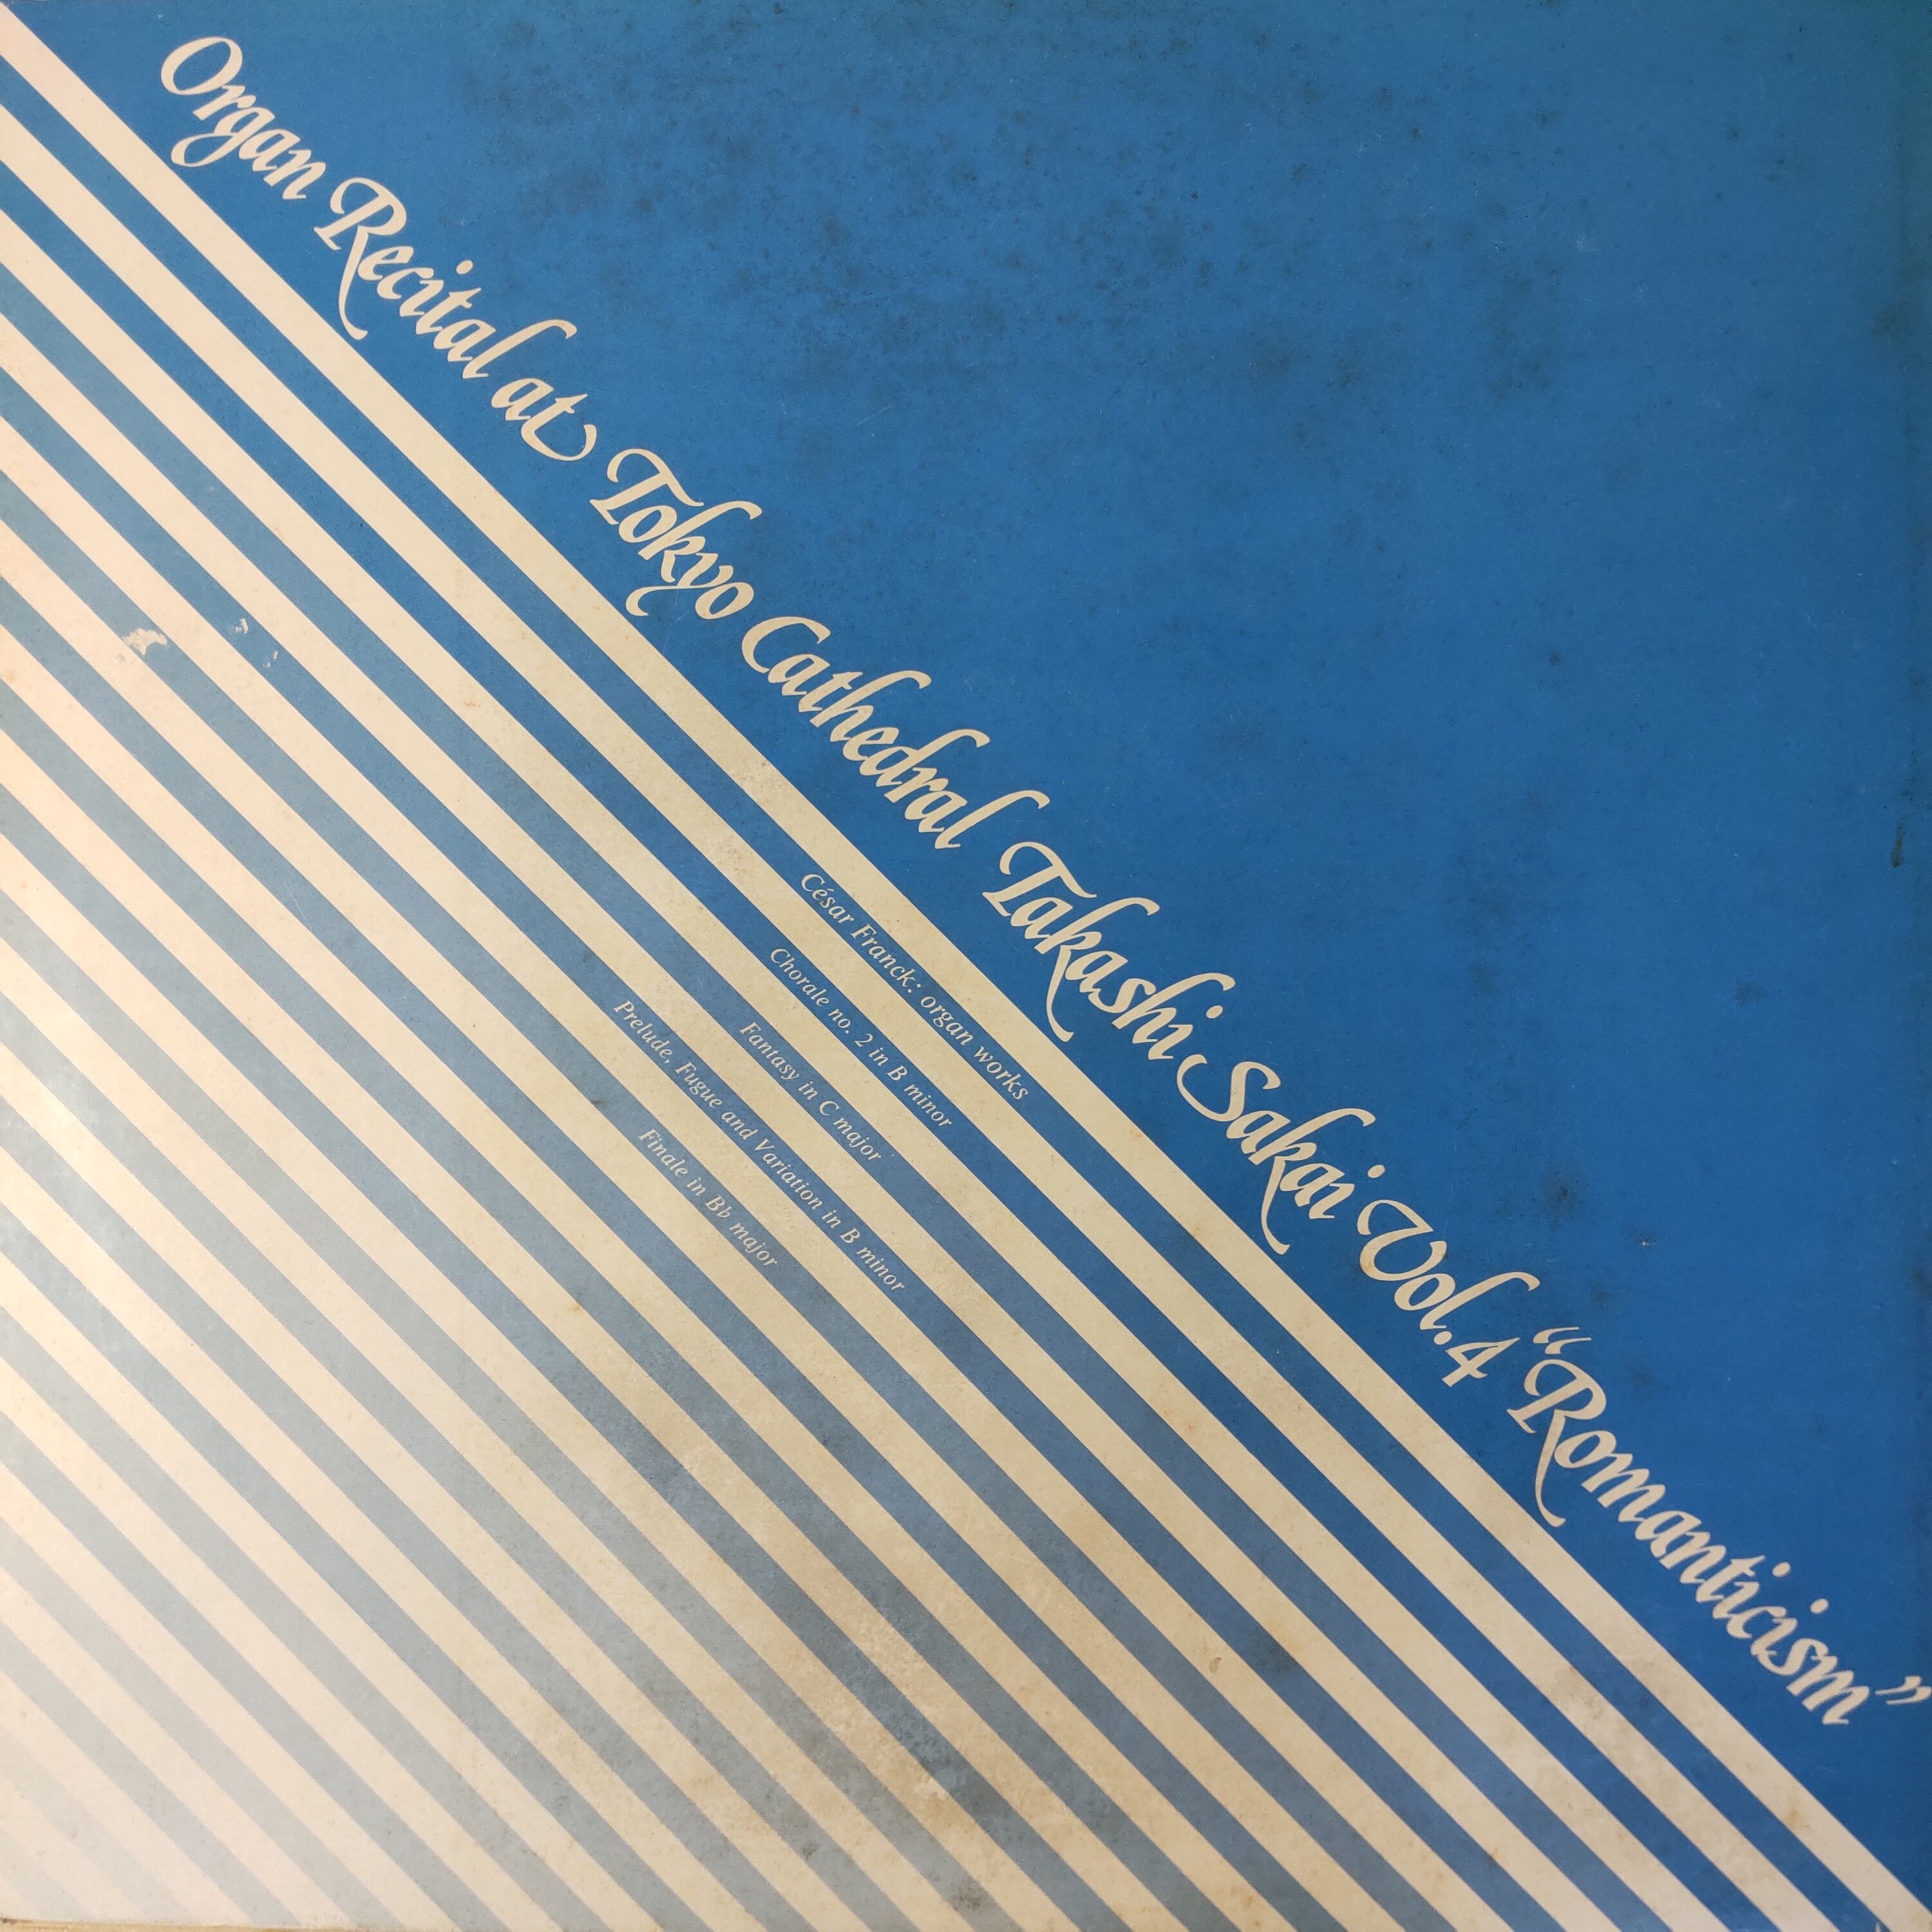 Organ Recital at Tokyo Cathedral Takashi Sakai Vol.4 “Romanticism”
César Franck: organ works
Chorale no. 2 in B minor
Fantasy in C major
Prelude, Fugue and Variation in B minor
Finale in B♭ major